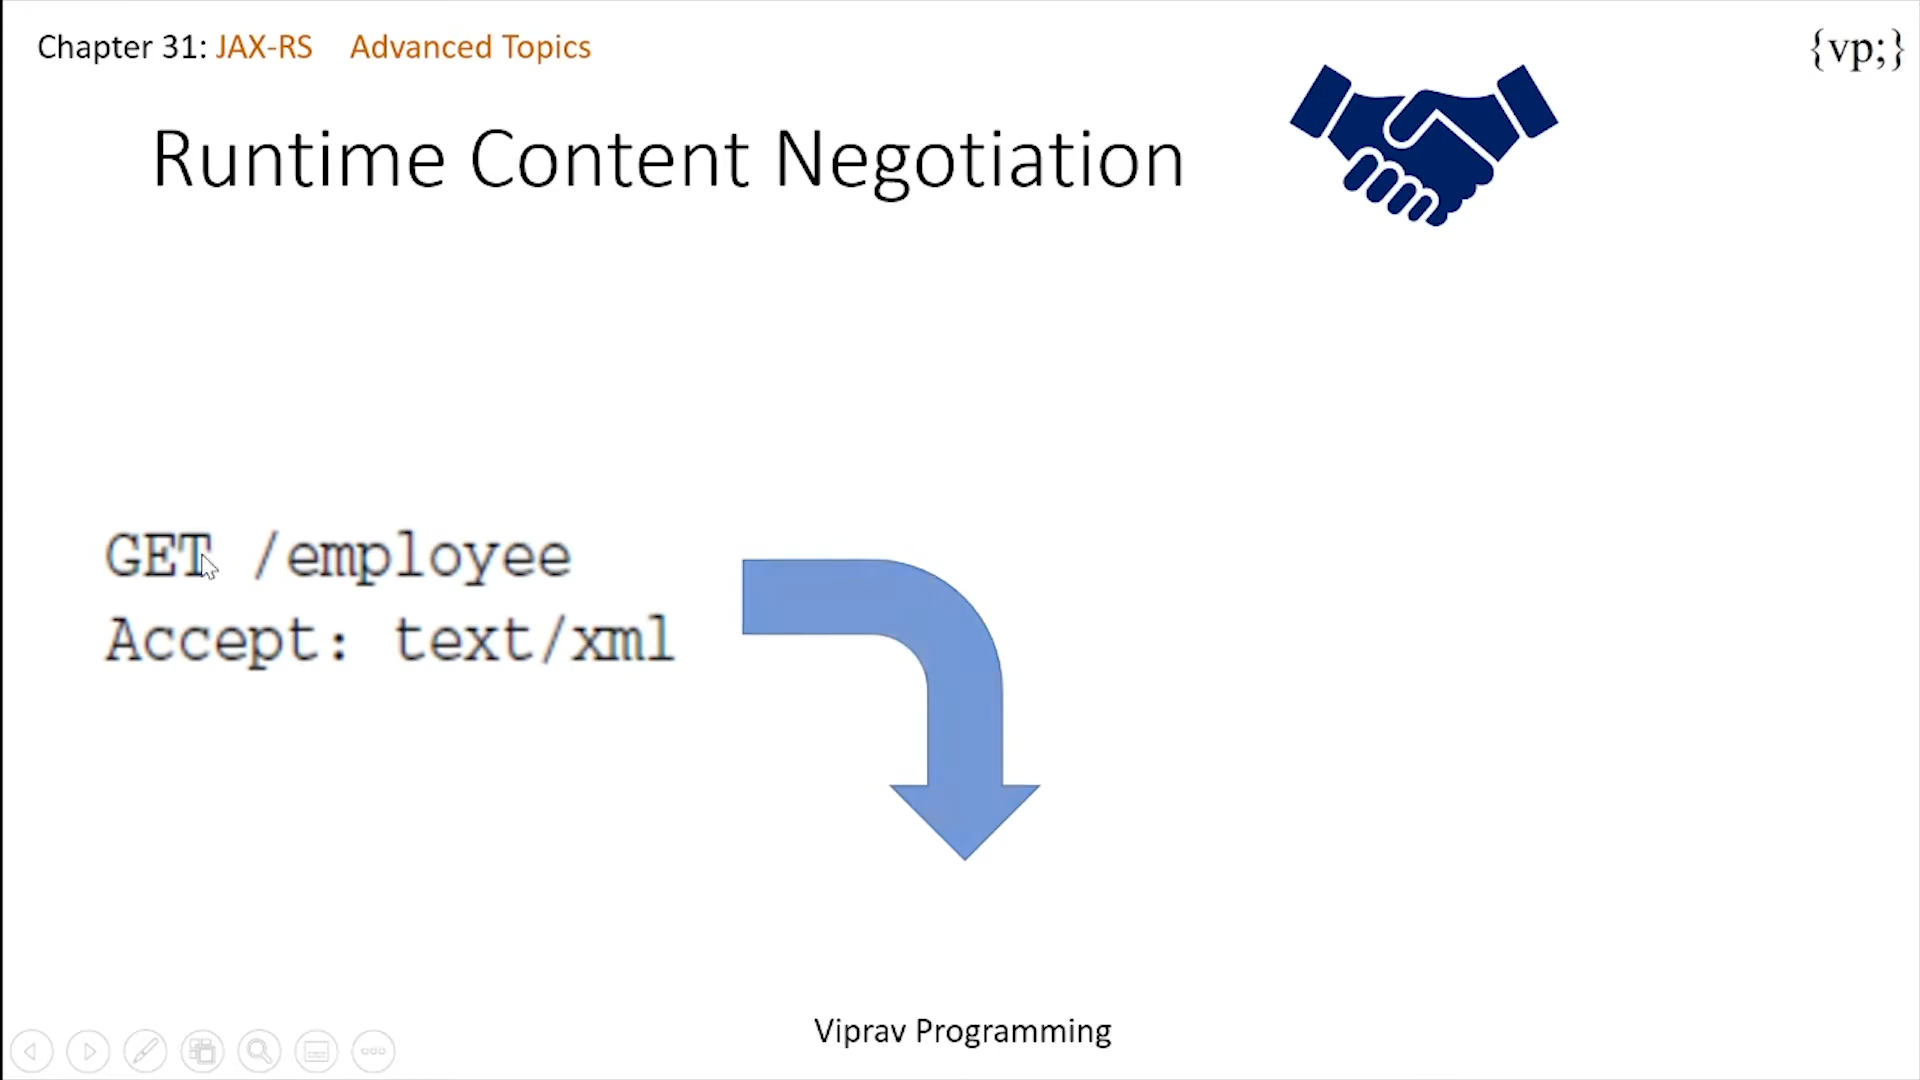 Chapter 31: JAX-RS Advanced Topics
{vp;}
Runtime Content Negotiation
GET /employee
Accept: text/xml
Viprav Programming